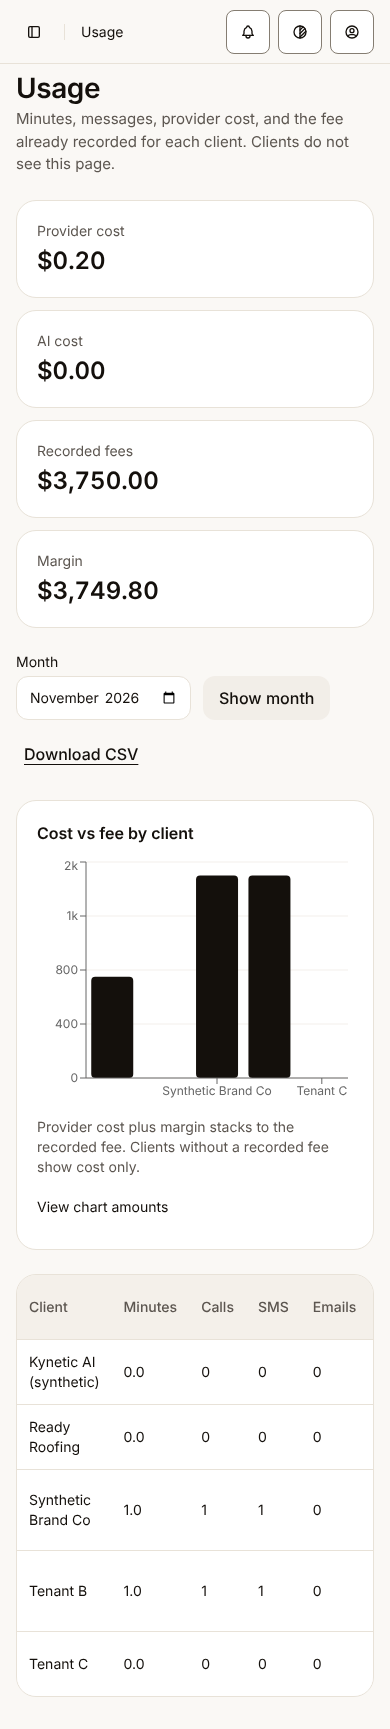 Usage
Usage
Minutes, messages, provider cost, and the fee
already recorded for each client. Clients do not
see this page.
Provider cost
$0.20
AI cost
$0.00
Recorded fees
$3,750.00
Margin
$3,749.80
Month
November 2026
Show month
Download CSV
Cost vs fee by client
2k
1k
800
400
0
Synthetic Brand Co
Tenant C
Provider cost plus margin stacks to the
recorded fee. Clients without a recorded fee
show cost only.
View chart amounts
Client Minutes Calls SMS Emails
Kynetic AI
(synthetic)
0.0 0 0 0
Ready
Roofing
0.0 0 0 0
Synthetic
Brand Co
1.0 1 1 0
Tenant B 1.0 1 1 0
Tenant C 0.0 0 0 0